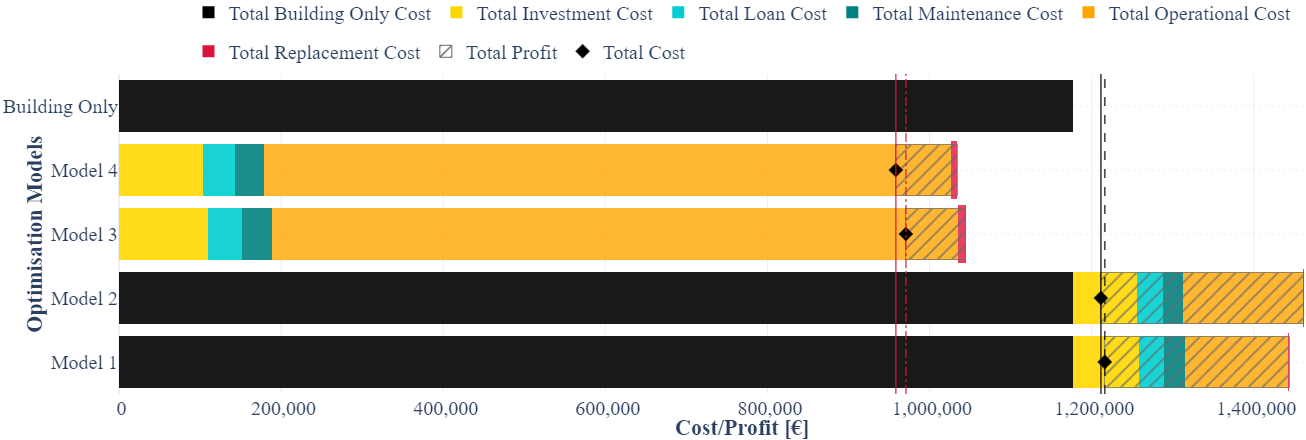 Total Building Only Cost Total Investment Cost Total Loan Cost Total Maintenance Cost Total Operational Cost
Total Replacement Cost Total Profit Total Cost
Optimisation Models
Building Only
Model 4
Model 3
Model 2
Model 1
0 200,000 400,000 600,000 800,000 1,000,000 1,200,000 1,400,000
Cost/Profit [€]